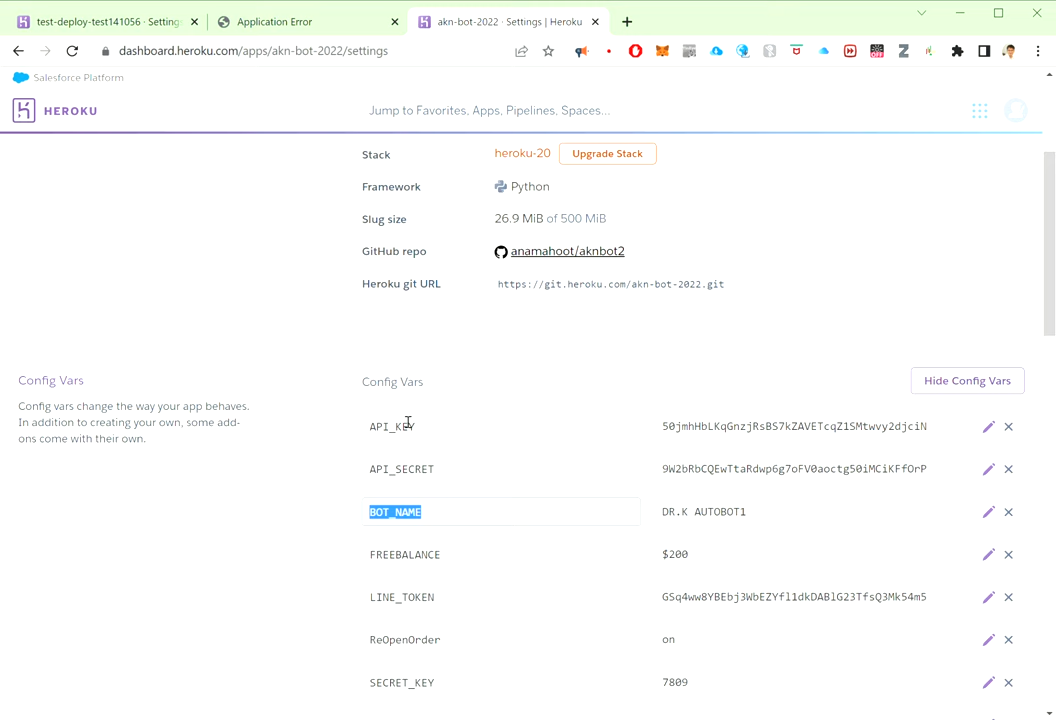 test-deploy-test141056 · Setting
Application Error
akn-bot-2022 · Settings | Heroku
dashboard.heroku.com/apps/akn-bot-2022/settings
Salesforce Platform
HEROKU
Jump to Favorites, Apps, Pipelines, Spaces...
Stack
heroku-20
Upgrade Stack
Framework
Python
Slug size
26.9 MiB of 500 MiB
GitHub repo
anamahoot/aknbot2
Heroku git URL
https://git.heroku.com/akn-bot-2022.git
Config Vars
Config vars change the way your app behaves.
In addition to creating your own, some add-
ons come with their own.
Config Vars
Hide Config Vars
API_KEY
50jmhHbLKqGnzjRsBS7kZAVETcqZ1SMtwvy2djciN
API_SECRET
9W2bRbCQEwTtaRdwp6g7oFV0aoctg50iMCiKFfOrP
BOT_NAME
DR.K AUTOBOT1
FREEBALANCE
$200
LINE_TOKEN
GSq4ww8YBEbj3WbEZYfl1dkDABlG23TfsQ3Mk54m5
ReOpenOrder
on
SECRET_KEY
7809